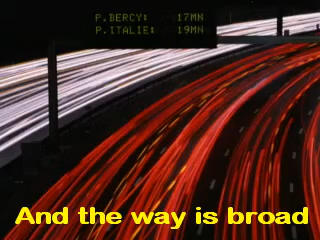 P.BERCY: 17MN
P.ITALIE: 19MN
And the way is broad